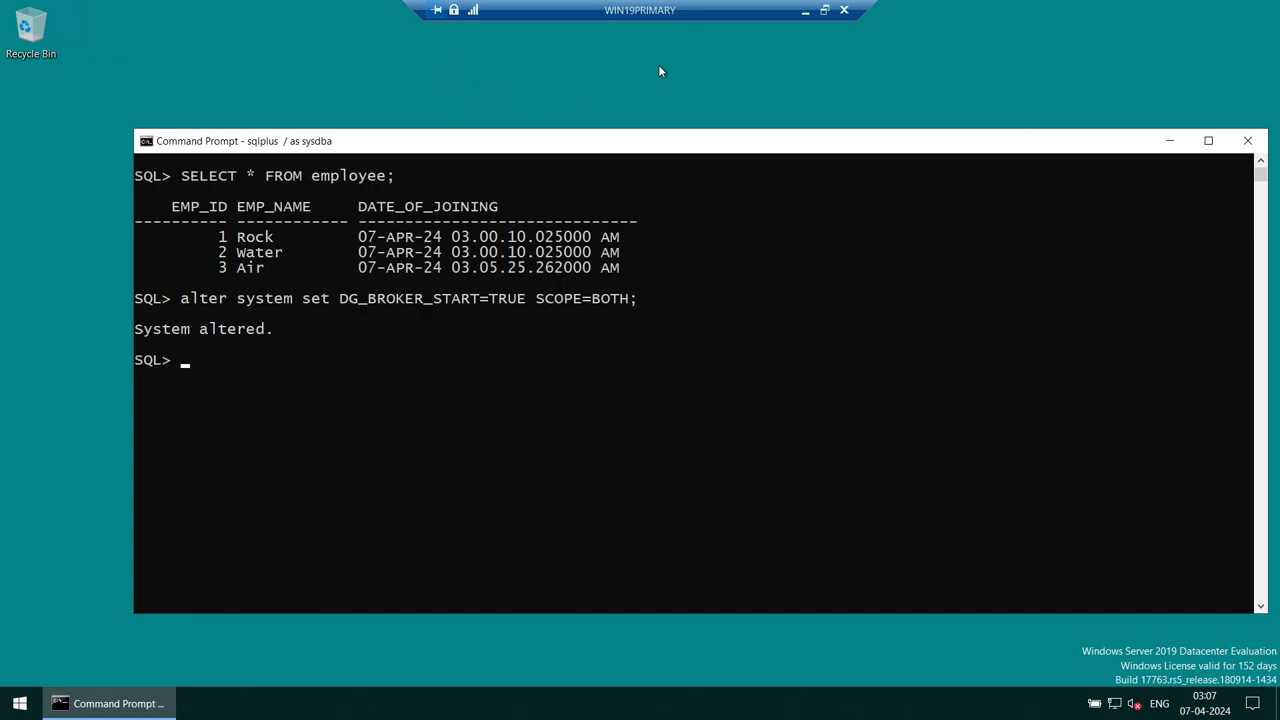 WIN19PRIMARY
Recycle Bin
Command Prompt - sqlplus / as sysdba
SQL> SELECT * FROM employee;
EMP_ID EMP_NAME DATE_OF_JOINING
---------- ------------ ------------------------------
1 Rock 07-APR-24 03.00.10.025000 AM
2 Water 07-APR-24 03.00.10.025000 AM
3 Air 07-APR-24 03.05.25.262000 AM
SQL> alter system set DG_BROKER_START=TRUE SCOPE=BOTH;
System altered.
SQL> _
Windows Server 2019 Datacenter Evaluation
Windows License valid for 152 days
Build 17763.rs5_release.180914-1434
Command Prompt ...
ENG
03:07
07-04-2024